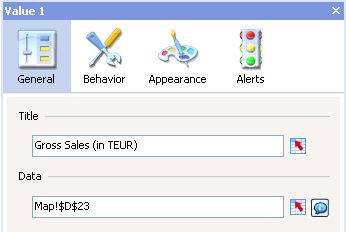 Value 1
General Behavior Appearance Alerts
Title
Gross Sales (in TEUR)
Data
Map!$D$23